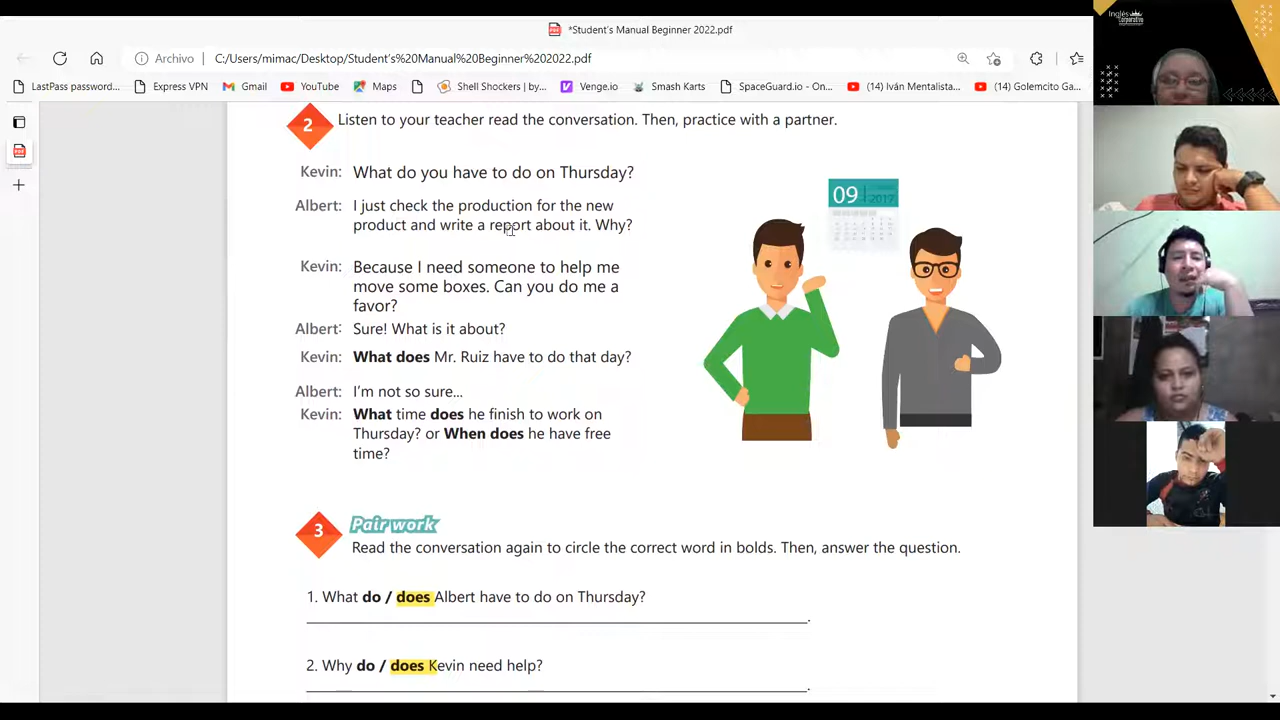 *Student's Manual Beginner 2022.pdf
Archivo
C:/Users/mimac/Desktop/Student's%20Manual%20Beginner%202022.pdf
LastPass password...
Express VPN
Gmail
YouTube
Maps
Shell Shockers | by...
Venge.io
Smash Karts
SpaceGuard.io - On...
(14) Iván Mentalista...
(14) Golemcito Ga...
Inglés
Corporativo
2
Listen to your teacher read the conversation. Then, practice with a partner.
Kevin: What do you have to do on Thursday?
Albert: I just check the production for the new
product and write a report about it. Why?
Kevin: Because I need someone to help me
move some boxes. Can you do me a
favor?
Albert: Sure! What is it about?
Kevin: What does Mr. Ruiz have to do that day?
Albert: I'm not so sure...
Kevin: What time does he finish to work on
Thursday? or When does he have free
time?
09
2017
3
Pair work
Read the conversation again to circle the correct word in bolds. Then, answer the question.
1. What do / does Albert have to do on Thursday?
2. Why do / does Kevin need help?